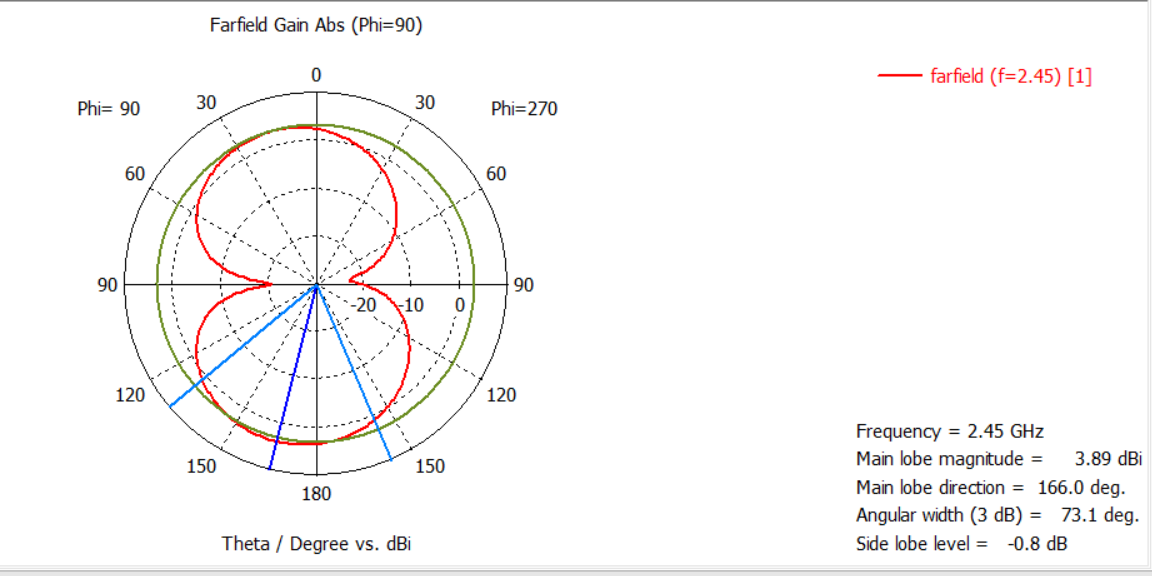 Farfield Gain Abs (Phi=90)
farfield (f=2.45) [1]
0
Phi= 90
30
30
Phi=270
60
60
90
90
-20
-10
0
120
120
150
150
180
Theta / Degree vs. dBi
Frequency = 2.45 GHz
Main lobe magnitude = 3.89 dBi
Main lobe direction = 166.0 deg.
Angular width (3 dB) = 73.1 deg.
Side lobe level = -0.8 dB